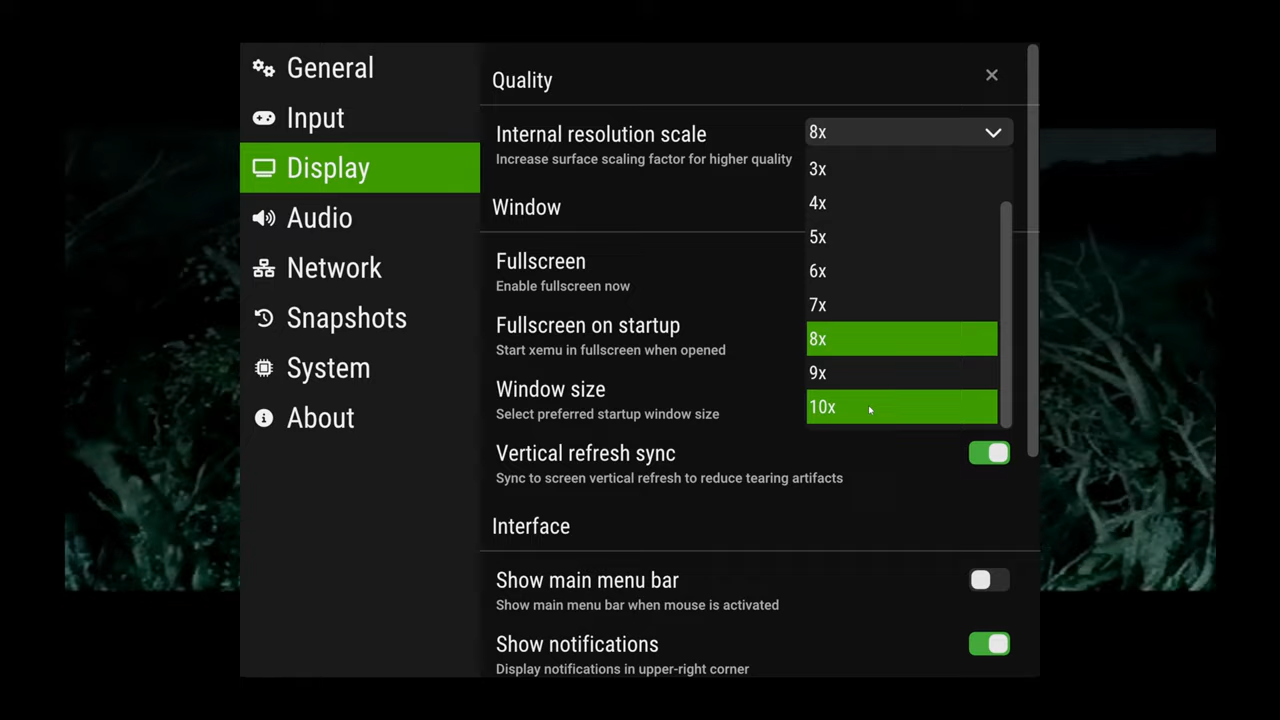 General
Input
Display
Audio
Network
Snapshots
System
About
Quality
Internal resolution scale
Increase surface scaling factor for higher quality
8x
3x
4x
5x
6x
7x
8x
9x
10x
Window
Fullscreen
Enable fullscreen now
Fullscreen on startup
Start xemu in fullscreen when opened
Window size
Select preferred startup window size
Vertical refresh sync
Sync to screen vertical refresh to reduce tearing artifacts
Interface
Show main menu bar
Show main menu bar when mouse is activated
Show notifications
Display notifications in upper-right corner